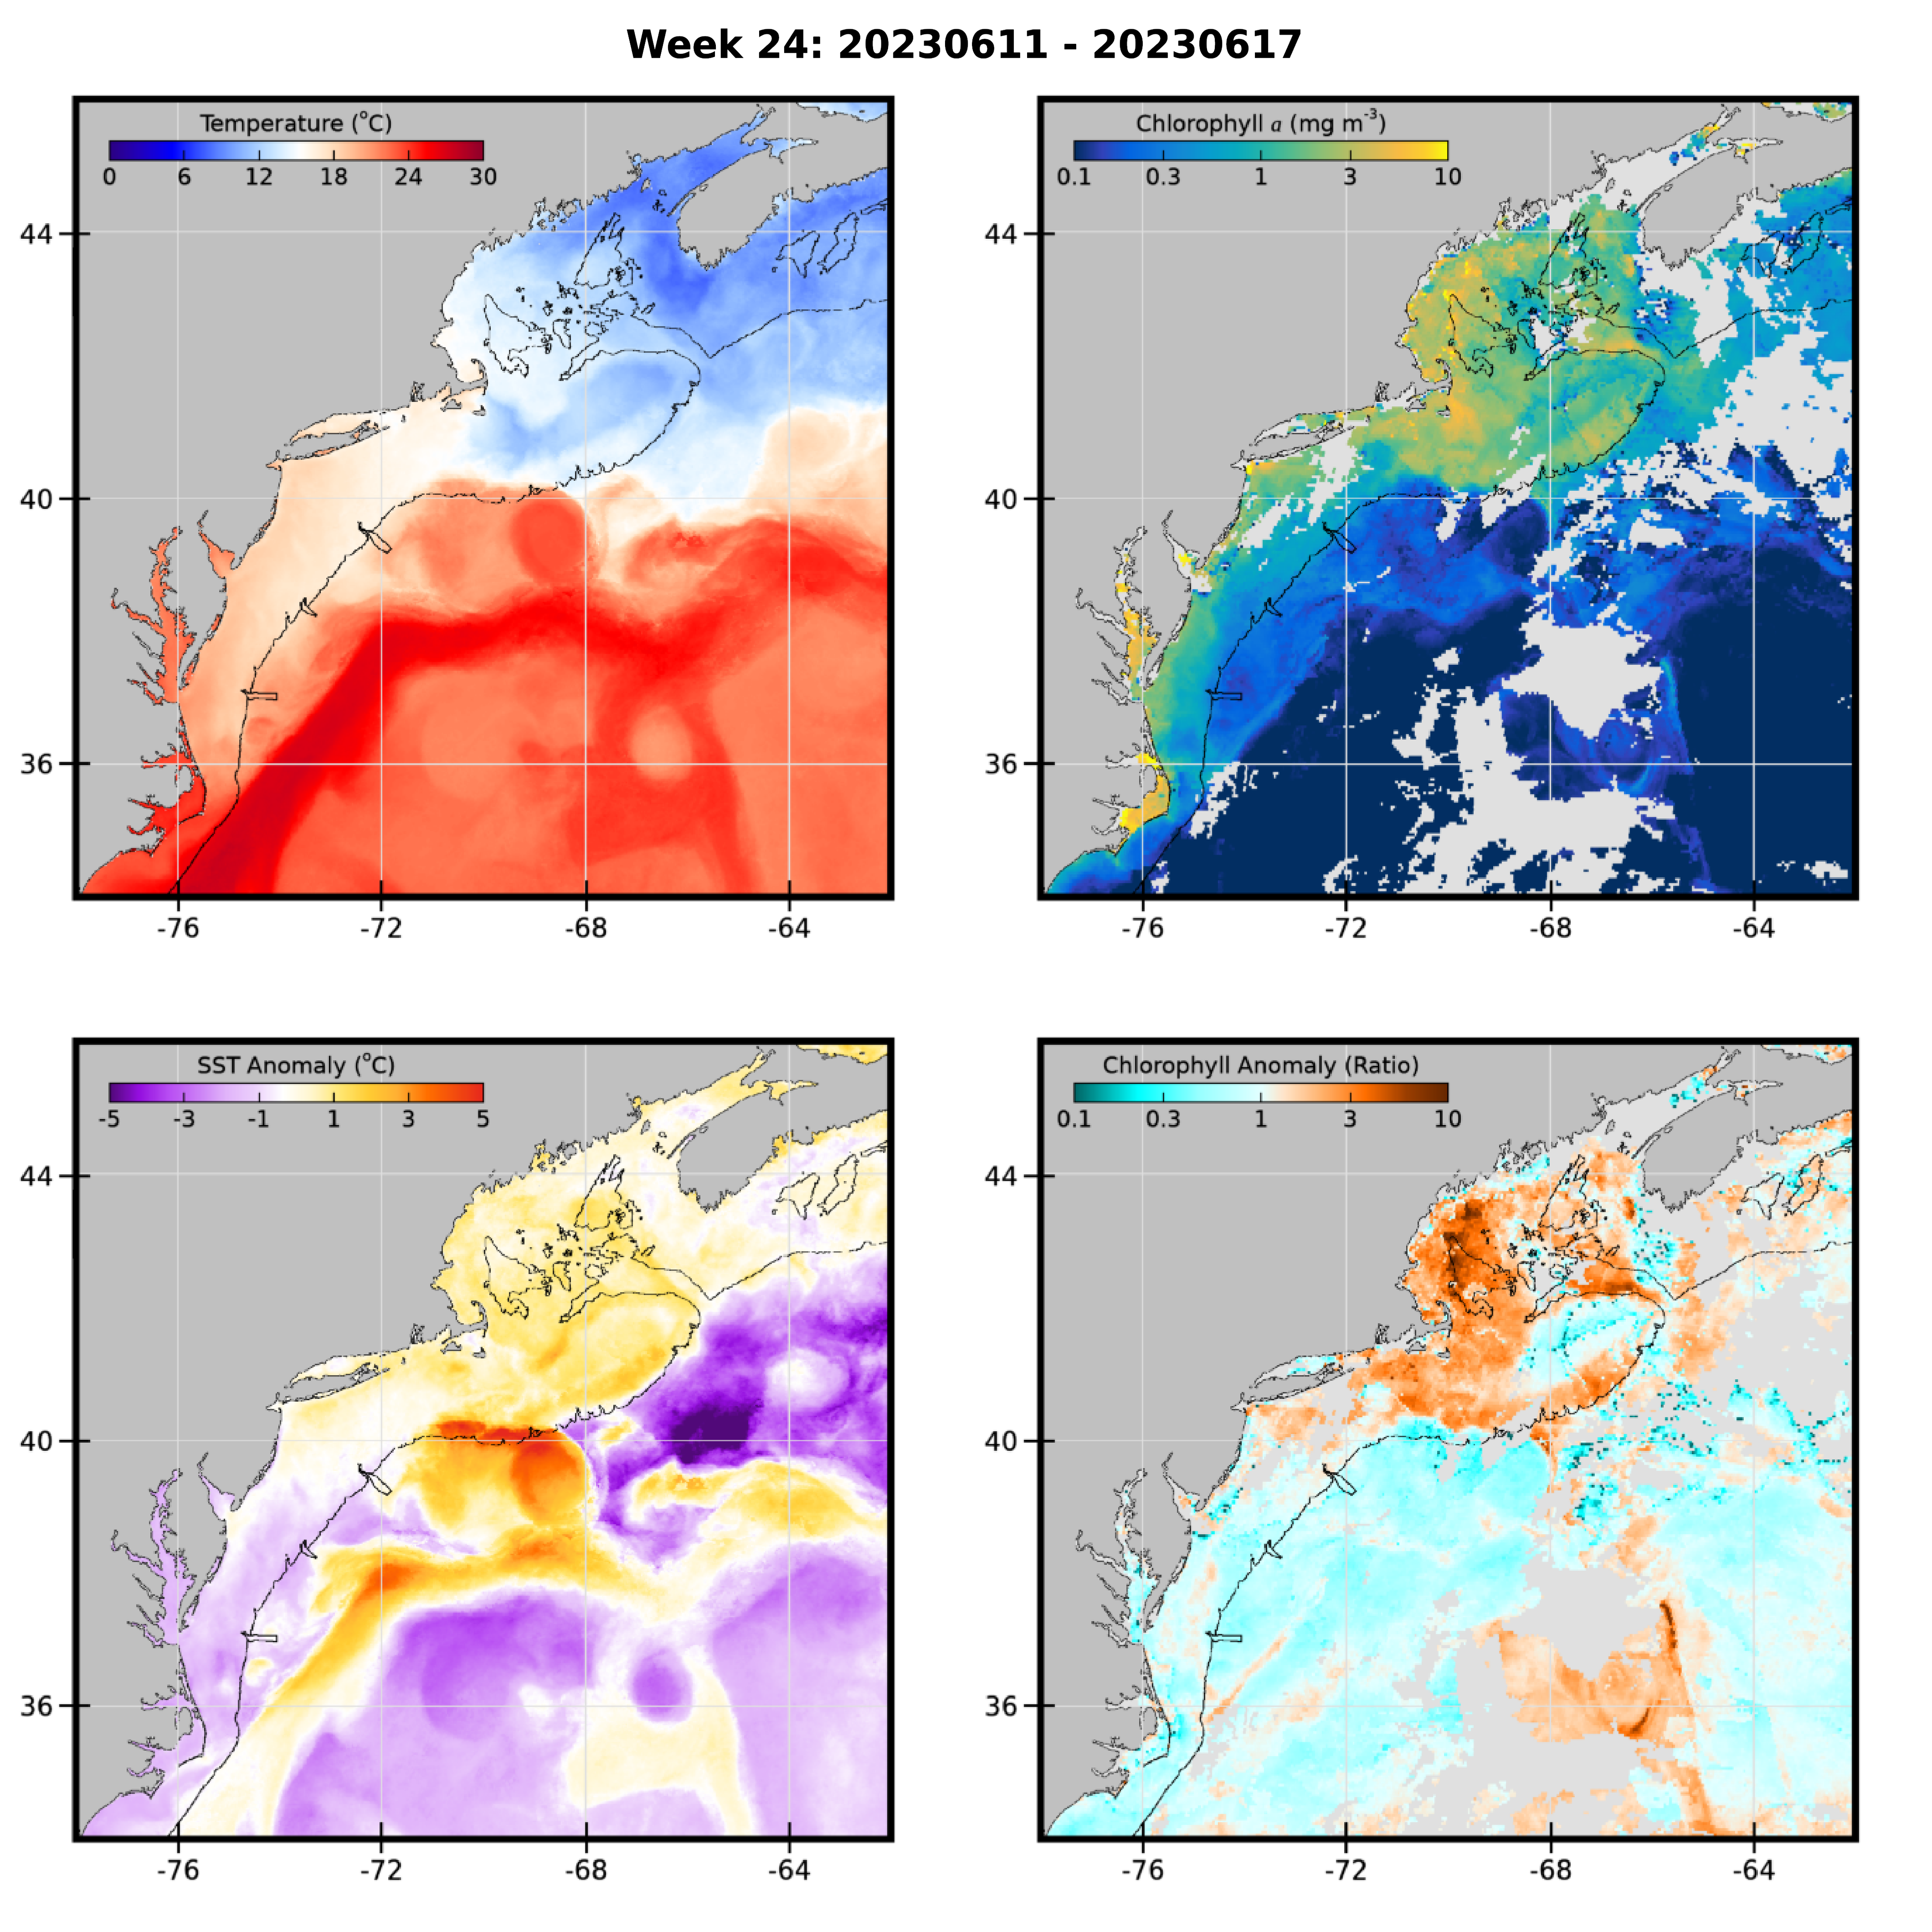 Week 24: 20230611 - 20230617
Temperature (°C)
0 6 12 18 24 30
44
40
36
-76 -72 -68 -64
Chlorophyll a (mg m⁻³)
0.1 0.3 1 3 10
44
40
36
-76 -72 -68 -64
SST Anomaly (°C)
-5 -3 -1 1 3 5
44
40
36
-76 -72 -68 -64
Chlorophyll Anomaly (Ratio)
0.1 0.3 1 3 10
44
40
36
-76 -72 -68 -64